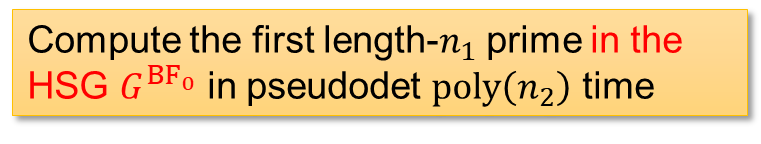 Compute the first length-n₁ prime in the
HSG G^BF₀ in pseudodet poly(n₂) time